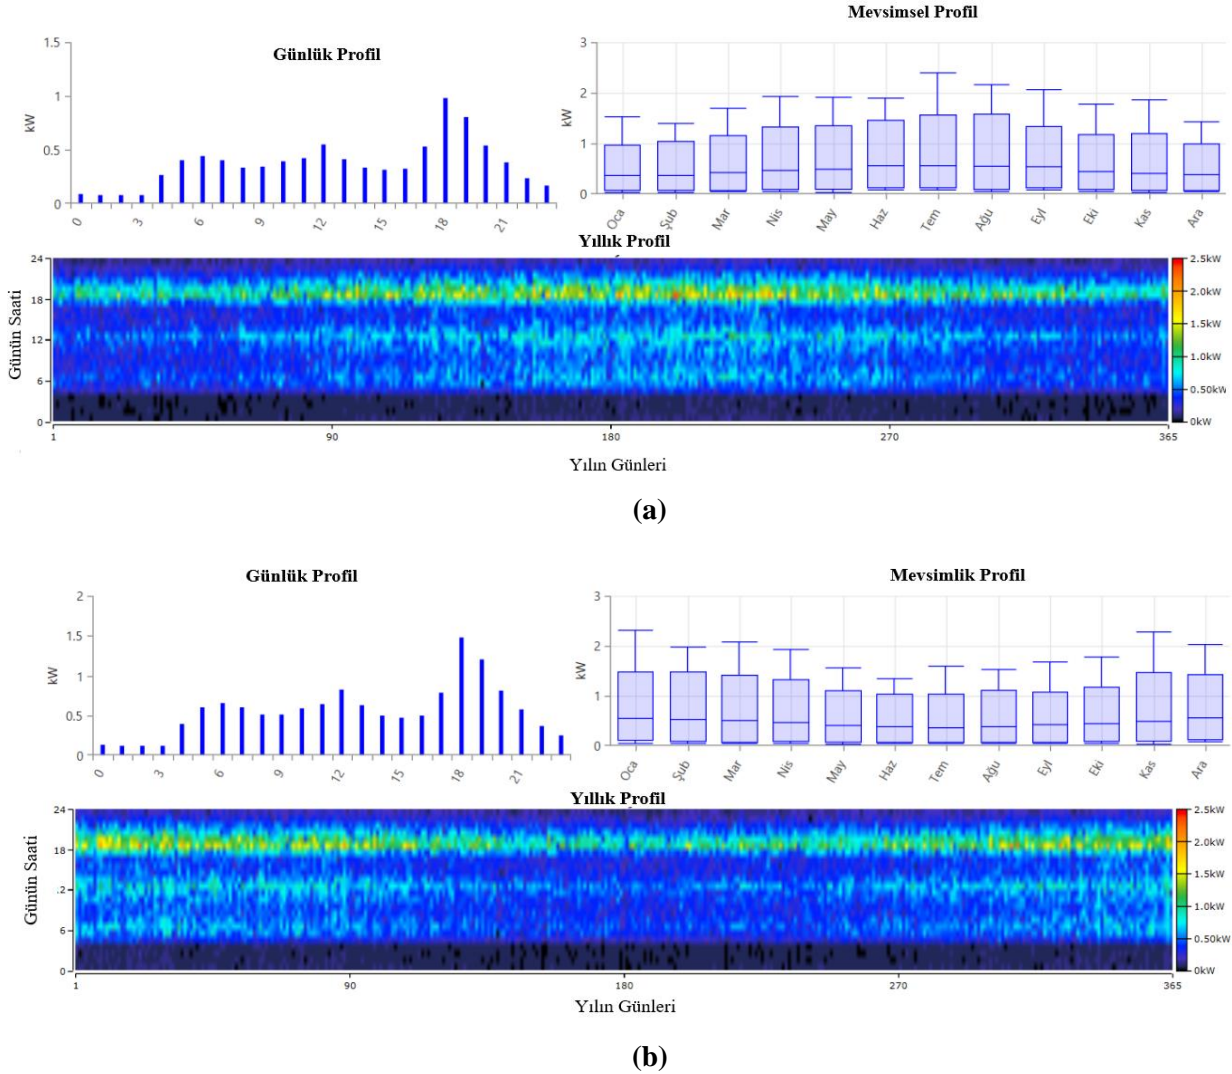 Mevsimsel Profil
Günlük Profil
1.5
1
0.5
0
kW
0 3 6 9 12 15 18 21
3
2
1
0
kW
Oca Şub Mar Nis May Haz Tem Ağu Eyl Eki Kas Ara
Yıllık Profil
24
18
12
6
0
Günün Saati
1 90 180 270 365
2.5kW
2.0kW
1.5kW
1.0kW
0.50kW
0kW
Yılın Günleri
(a)
Günlük Profil
Mevsimlik Profil
2
1.5
1
0.5
0
kW
0 3 6 9 12 15 18 21
3
2
1
0
kW
Oca Şub Mar Nis May Haz Tem Ağu Eyl Eki Kas Ara
Yıllık Profil
24
18
.2
6
0
Günün Saati
1 90 180 270 365
2.5kW
2.0kW
1.5kW
1.0kW
0.50kW
0kW
Yılın Günleri
(b)